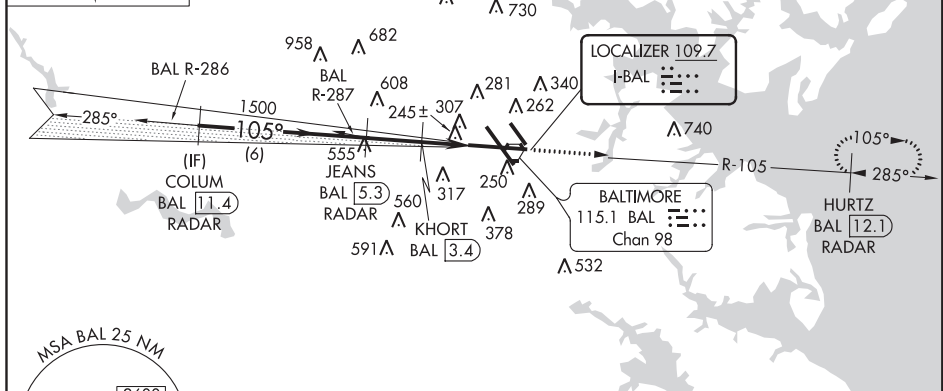 730
958
682
BAL R-286
BAL
R-287
608
281
340
LOCALIZER 109.7
I-BAL
285°
1500
105°
(6)
245±
307
262
740
(IF)
COLUM
BAL 11.4
RADAR
555
JEANS
BAL 5.3
RADAR
560
591
KHORT
BAL 3.4
317
378
250
289
532
BALTIMORE
115.1 BAL
Chan 98
R-105
105°
285°
HURTZ
BAL 12.1
RADAR
MSA BAL 25 NM